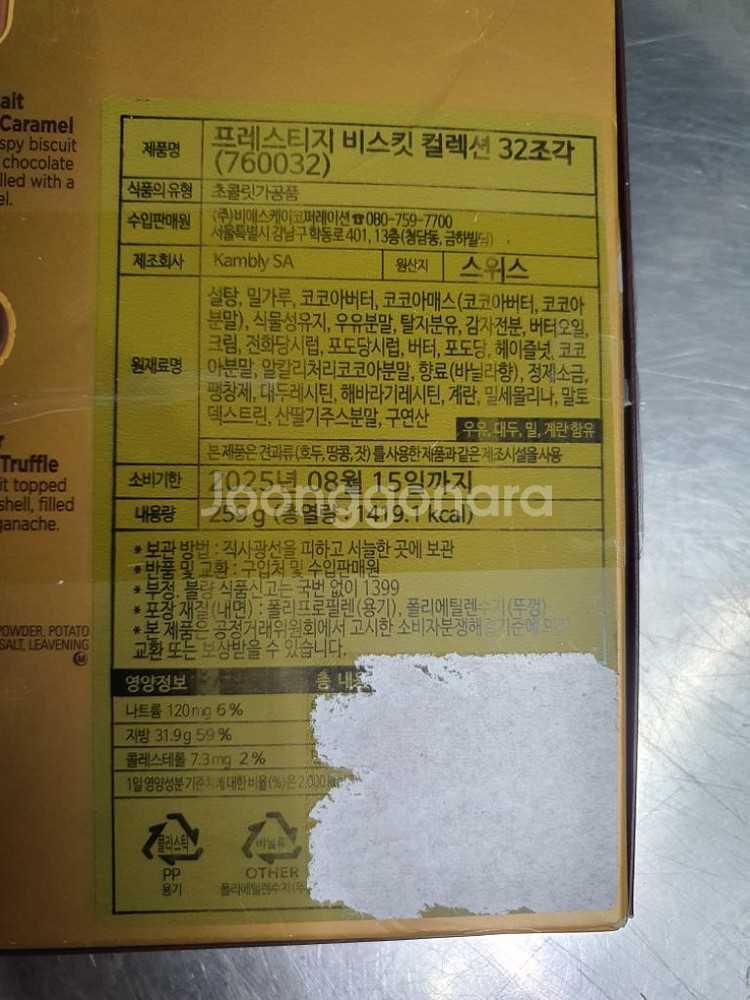 ait
Caramel
spy biscuit
chocolate
lled with a
el.
Truffle
it topped
shell, filled
ganache.
POWDER, POTATO
SALT, LEAVENING
제품명
프레스티지 비스킷 컬렉션 32조각
(760032)
식품의 유형
초콜릿가공품
수입판매원
(주)비에스케이코퍼레이션 ☎ 080-759-7700
서울특별시 강남구 학동로 401, 13층 (청담동, 금하빌딩)
제조회사
Kambly SA
원산지
스위스
원재료명
설탕, 밀가루, 코코아버터, 코코아매스(코코아버터, 코코아
분말), 식물성유지, 우유분말, 탈지분유, 감자전분, 버터오일,
크림, 전화당시럽, 포도당시럽, 버터, 포도당, 헤이즐넛, 코코
아분말, 알칼리처리코코아분말, 향료(바닐라향), 정제소금,
팽창제, 대두레시틴, 해바라기레시틴, 계란, 밀세몰리나, 말토
덱스트린, 산딸기주스분말, 구연산
우유, 대두, 밀, 계란 함유
본 제품은 견과류(호두, 땅콩, 잣)를 사용한 제품과 같은 제조시설을 사용
소비기한
2025년 08월 15일까지
내용량
259 g (총열량 : 1419.1 kcal)
Joonggonara
* 보관 방법 : 직사광선을 피하고 서늘한 곳에 보관
* 반품 및 교환 : 구입처 및 수입판매원
* 부정, 불량 식품신고는 국번 없이 1399
* 포장 재질(내면) : 폴리프로필렌(용기), 폴리에틸렌수지(뚜껑)
* 본 제품은 공정거래위원회에서 고시한 소비자분쟁해결기준에 의거
교환 또는 보상받을 수 있습니다.
영양정보
총 내용
나트륨 120mg 6 %
지방 31.9g 59 %
콜레스테롤 7.3mg 2 %
1일 영양성분 기준치에 대한 비율(%)은 2,000
플라스틱
PP
용기
비닐류
OTHER
폴리에틸렌수지(뚜